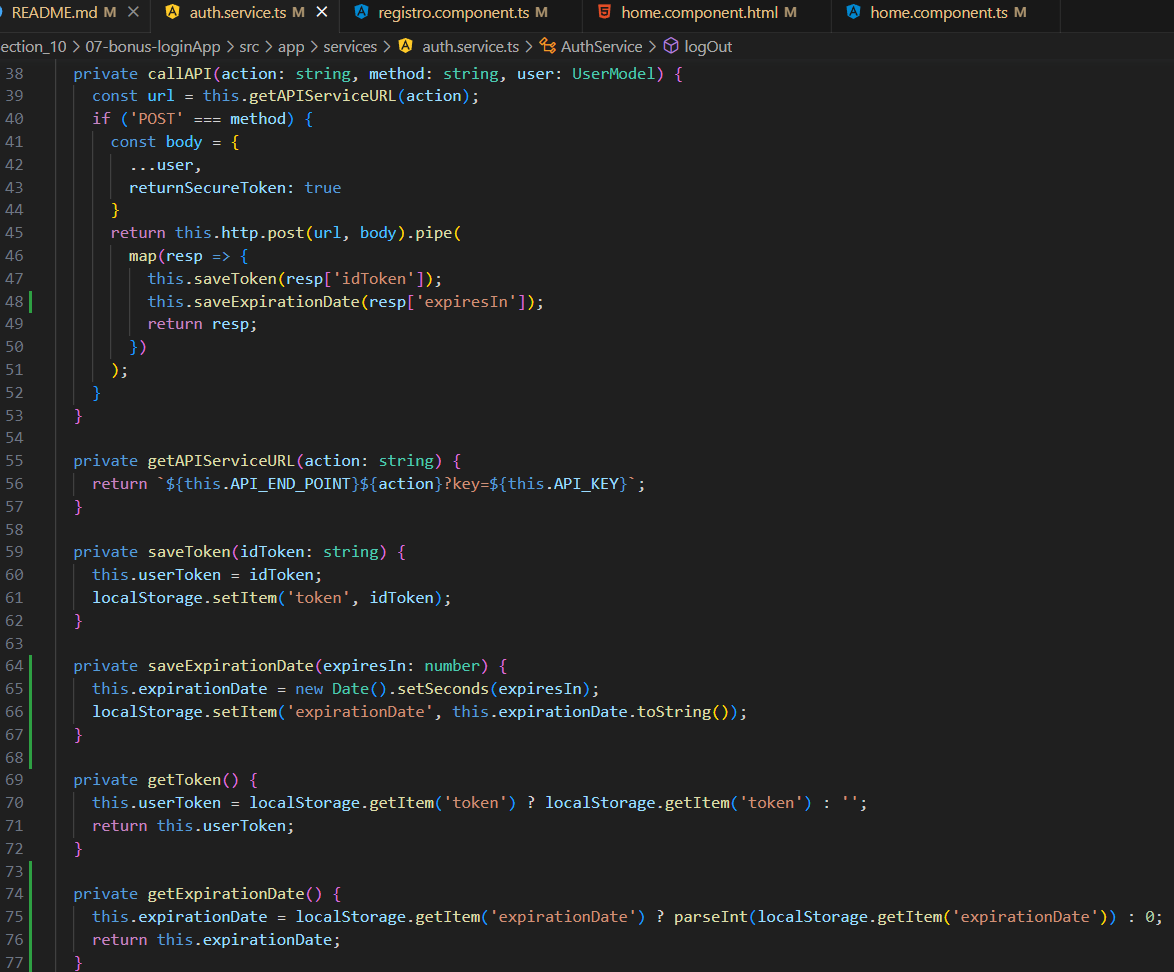 README.md M auth.service.ts M registro.component.ts M home.component.html M home.component.ts M
ection_10 > 07-bonus-loginApp > src > app > services > auth.service.ts > AuthService > logOut
38 private callAPI(action: string, method: string, user: UserModel) {
39 const url = this.getAPIServiceURL(action);
40 if ('POST' === method) {
41 const body = {
42 ...user,
43 returnSecureToken: true
44 }
45 return this.http.post(url, body).pipe(
46 map(resp => {
47 this.saveToken(resp['idToken']);
48 this.saveExpirationDate(resp['expiresIn']);
49 return resp;
50 })
51 );
52 }
53 }
54
55 private getAPIServiceURL(action: string) {
56 return `${this.API_END_POINT}${action}?key=${this.API_KEY}`;
57 }
58
59 private saveToken(idToken: string) {
60 this.userToken = idToken;
61 localStorage.setItem('token', idToken);
62 }
63
64 private saveExpirationDate(expiresIn: number) {
65 this.expirationDate = new Date().setSeconds(expiresIn);
66 localStorage.setItem('expirationDate', this.expirationDate.toString());
67 }
68
69 private getToken() {
70 this.userToken = localStorage.getItem('token') ? localStorage.getItem('token') : '';
71 return this.userToken;
72 }
73
74 private getExpirationDate() {
75 this.expirationDate = localStorage.getItem('expirationDate') ? parseInt(localStorage.getItem('expirationDate')) : 0;
76 return this.expirationDate;
77 }